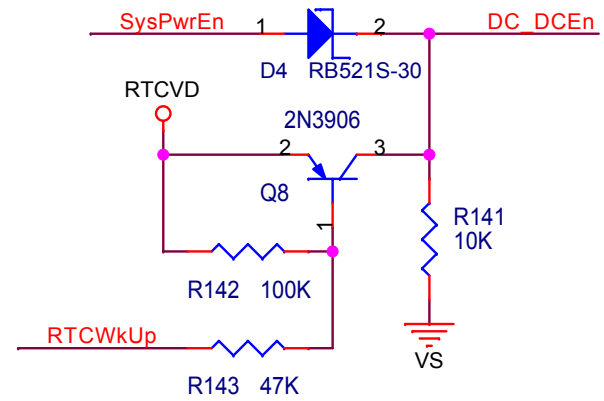 SysPwrEn 1 2 DC_DCEn
D4 RB521S-30
RTCVD
2N3906
2 3
Q8
1
R141
10K
R142 100K
RTCWkUp
VS
R143 47K